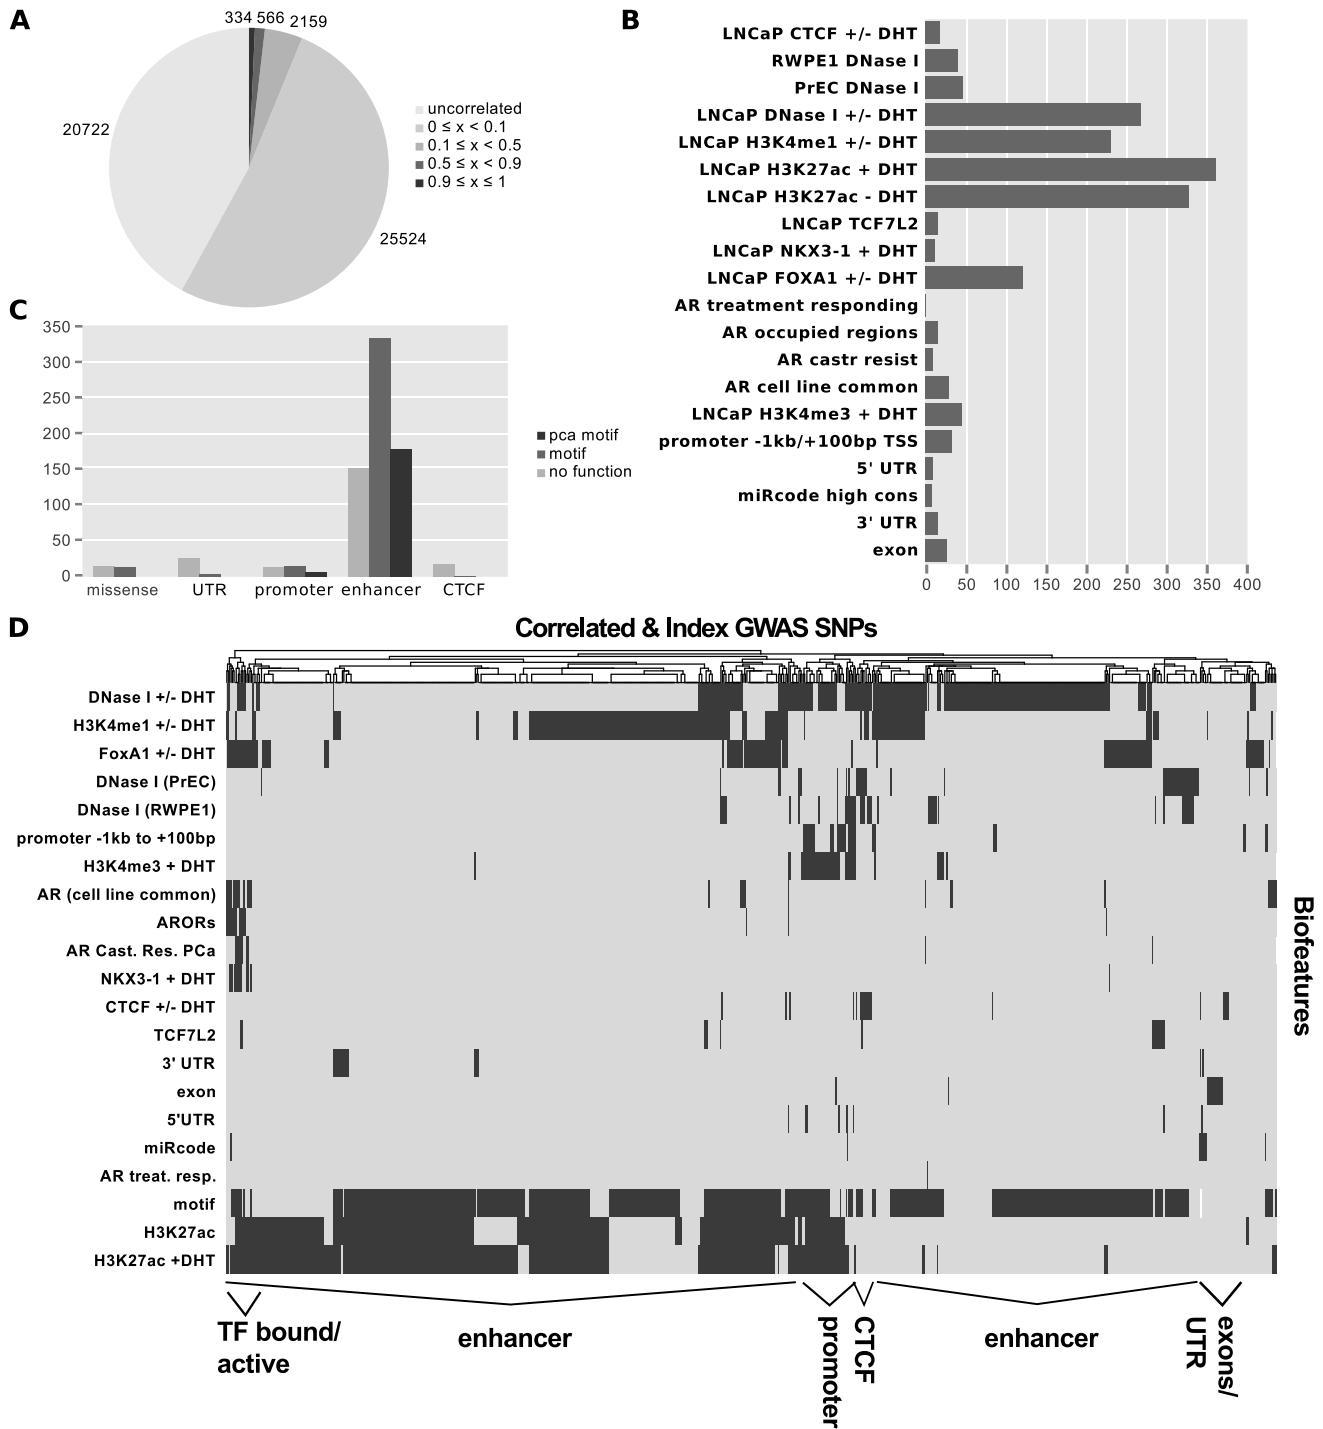 A
334 566 2159
20722
25524
uncorrelated
0 ≤ x < 0.1
0.1 ≤ x < 0.5
0.5 ≤ x < 0.9
0.9 ≤ x ≤ 1
B
LNCaP CTCF +/- DHT
RWPE1 DNase I
PrEC DNase I
LNCaP DNase I +/- DHT
LNCaP H3K4me1 +/- DHT
LNCaP H3K27ac + DHT
LNCaP H3K27ac - DHT
LNCaP TCF7L2
LNCaP NKX3-1 + DHT
LNCaP FOXA1 +/- DHT
AR treatment responding
AR occupied regions
AR castr resist
AR cell line common
LNCaP H3K4me3 + DHT
promoter -1kb/+100bp TSS
5' UTR
miRcode high cons
3' UTR
exon
0 50 100 150 200 250 300 350 400
C
350
300
250
200
150
100
50
0
missense UTR promoter enhancer CTCF
pca motif
motif
no function
D
Correlated & Index GWAS SNPs
DNase I +/- DHT
H3K4me1 +/- DHT
FoxA1 +/- DHT
DNase I (PrEC)
DNase I (RWPE1)
promoter -1kb to +100bp
H3K4me3 + DHT
AR (cell line common)
ARORs
AR Cast. Res. PCa
NKX3-1 + DHT
CTCF +/- DHT
TCF7L2
3' UTR
exon
5'UTR
miRcode
AR treat. resp.
motif
H3K27ac
H3K27ac +DHT
Biofeatures
TF bound/
active
enhancer
promoter
CTCF
enhancer
exons/
UTR